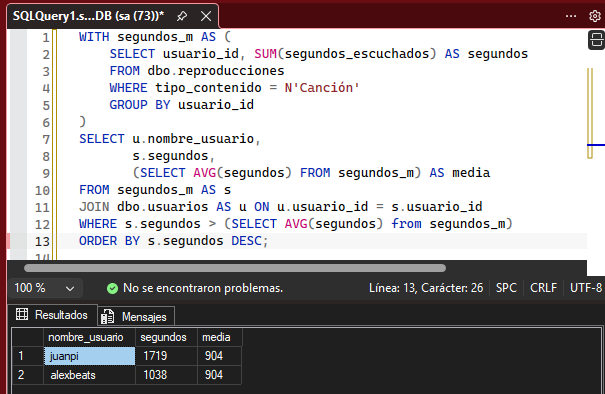 SQLQuery1.s...DB (sa (73))*
1 WITH segundos_m AS (
2 SELECT usuario_id, SUM(segundos_escuchados) AS segundos
3 FROM dbo.reproducciones
4 WHERE tipo_contenido = N'Canción'
5 GROUP BY usuario_id
6 )
7 SELECT u.nombre_usuario,
8 s.segundos,
9 (SELECT AVG(segundos) FROM segundos_m) AS media
10 FROM segundos_m AS s
11 JOIN dbo.usuarios AS u ON u.usuario_id = s.usuario_id
12 WHERE s.segundos > (SELECT AVG(segundos) from segundos_m)
13 ORDER BY s.segundos DESC;
14
100 % No se encontraron problemas. Línea: 13, Carácter: 26 SPC CRLF UTF-8
Resultados Mensajes
nombre_usuario segundos media
1 juanpi 1719 904
2 alexbeats 1038 904